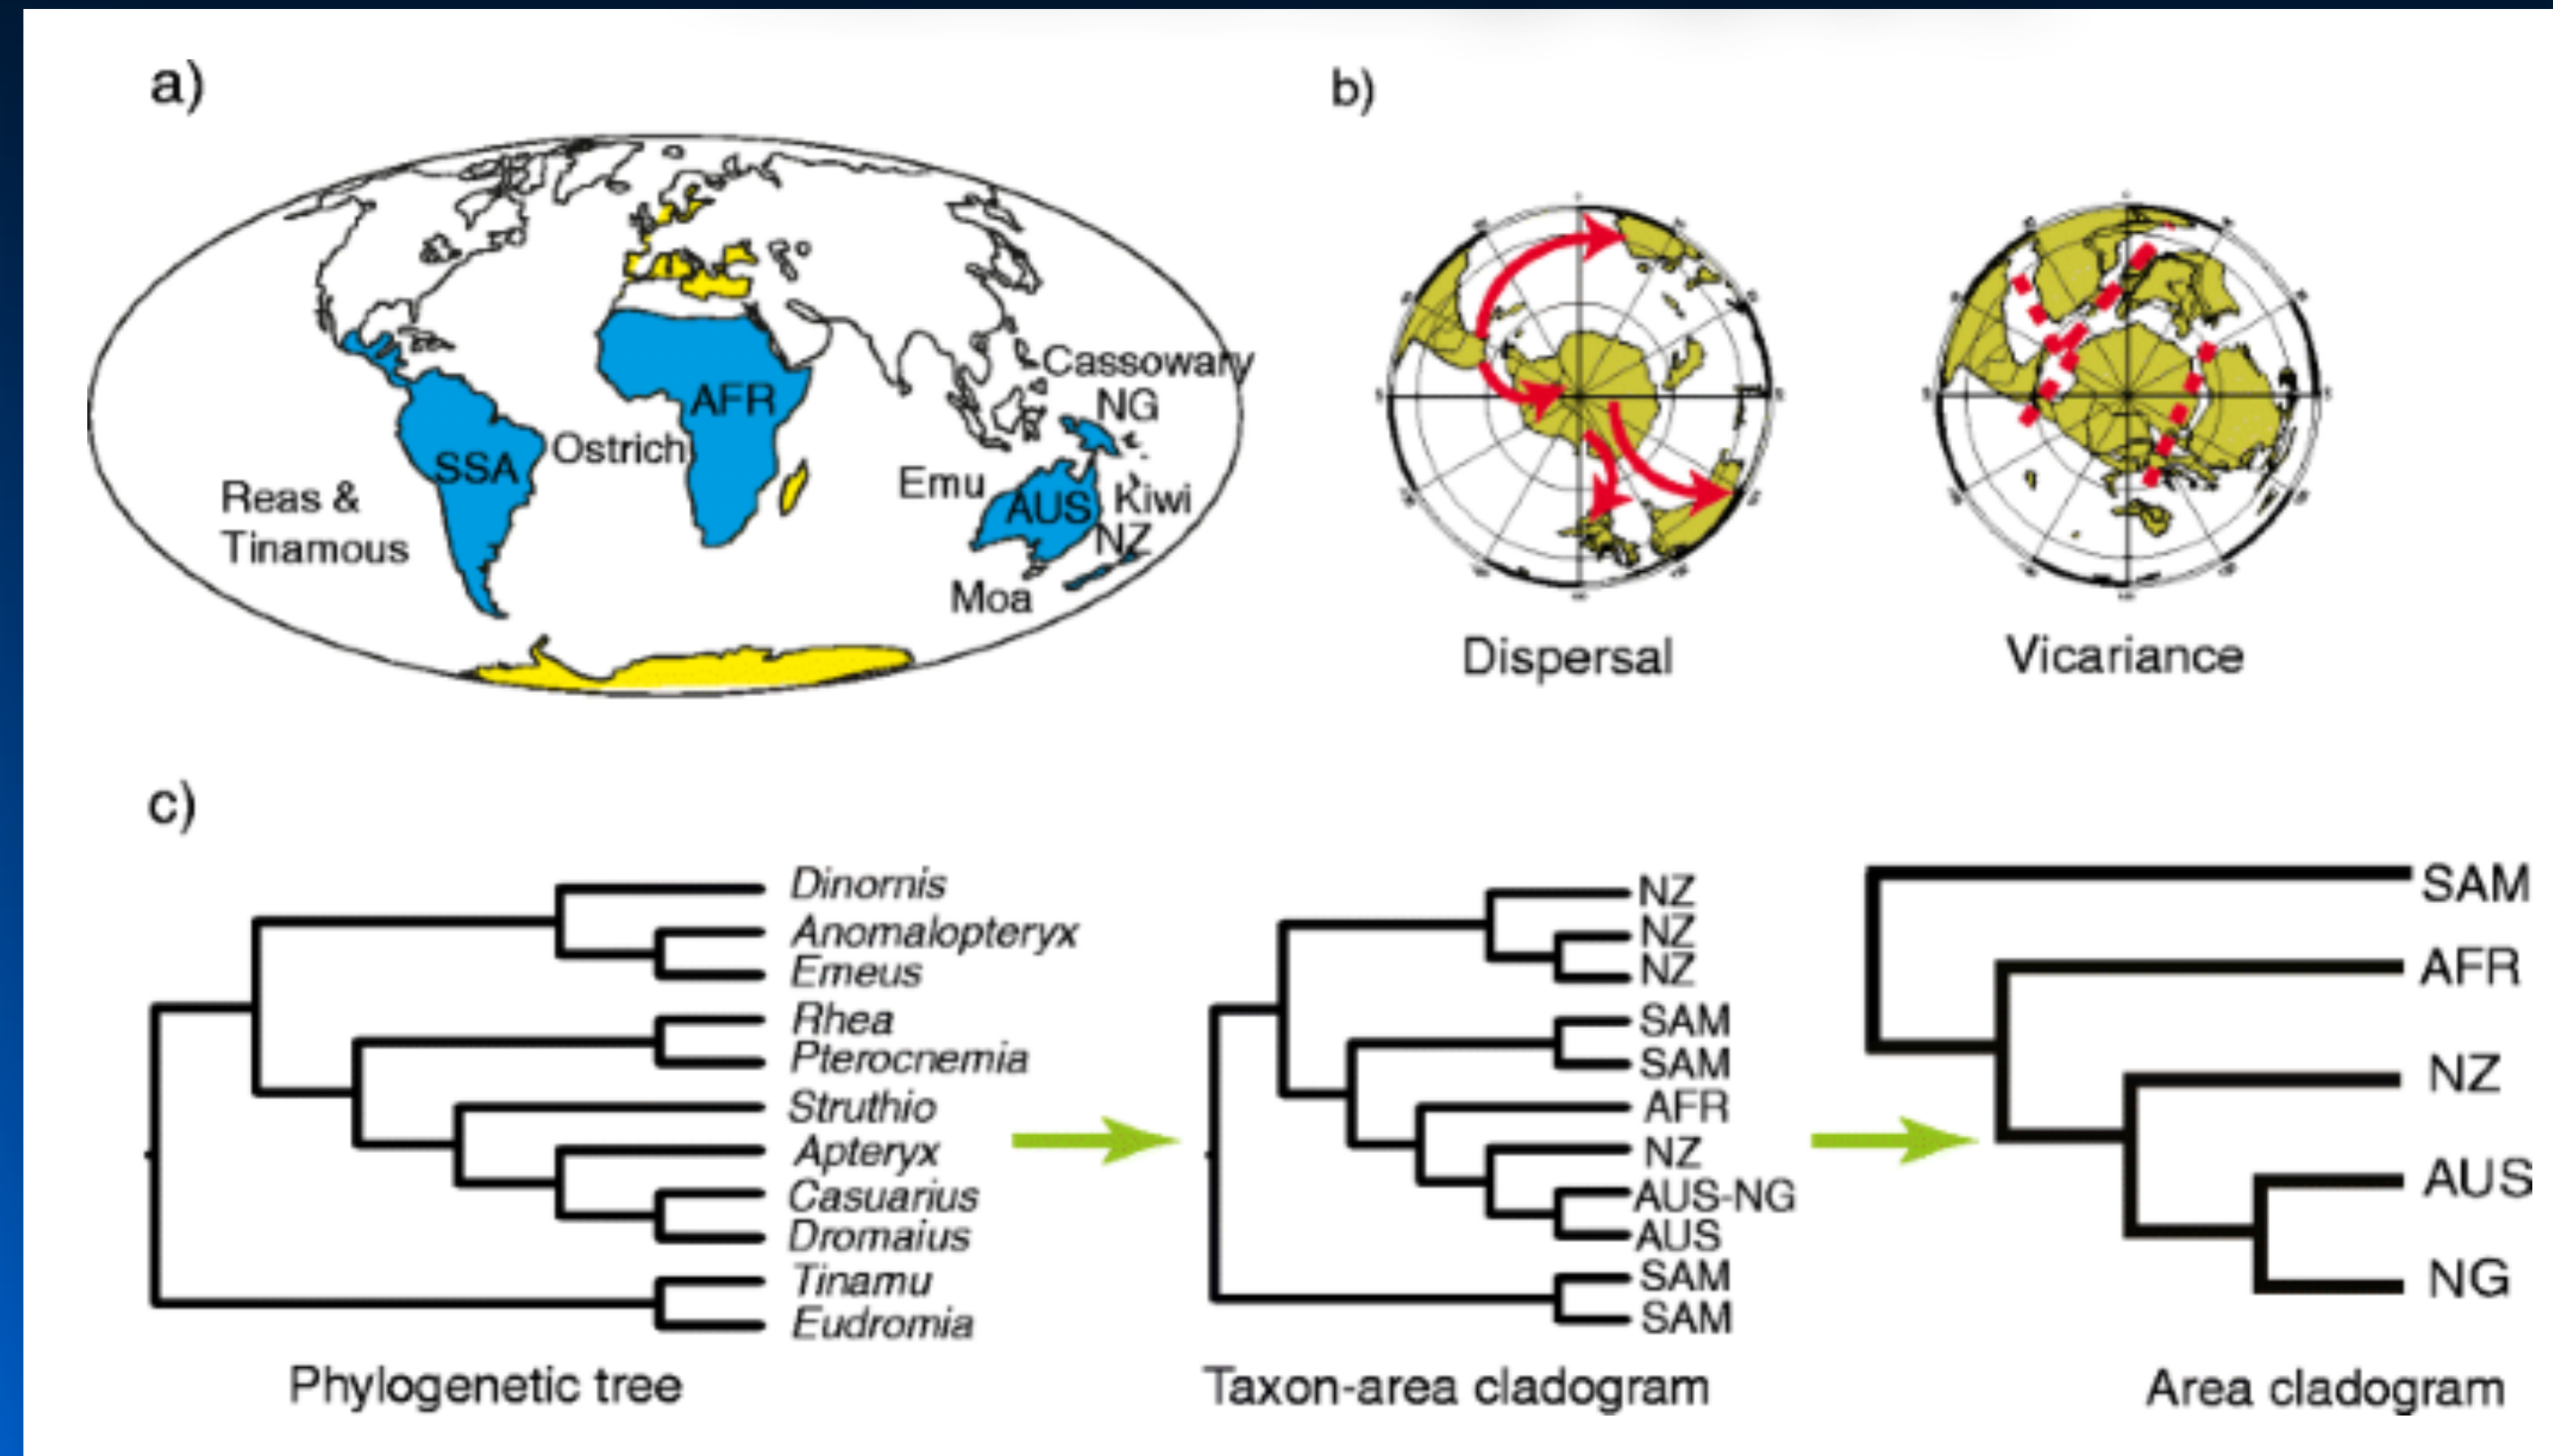 a)
b)
Cassowary
NG
AFR
Ostrich
SSA
Emu
AUS
Kiwi
NZ
Reas &
Tinamous
Moa
Dispersal
Vicariance
c)
Dinornis
Anomalopteryx
Emeus
Rhea
Pterocnemia
Struthio
Apteryx
Casuarius
Dromaius
Tinamu
Eudromia
Phylogenetic tree
NZ
NZ
NZ
SAM
SAM
AFR
NZ
AUS-NG
AUS
SAM
SAM
Taxon-area cladogram
SAM
AFR
NZ
AUS
NG
Area cladogram